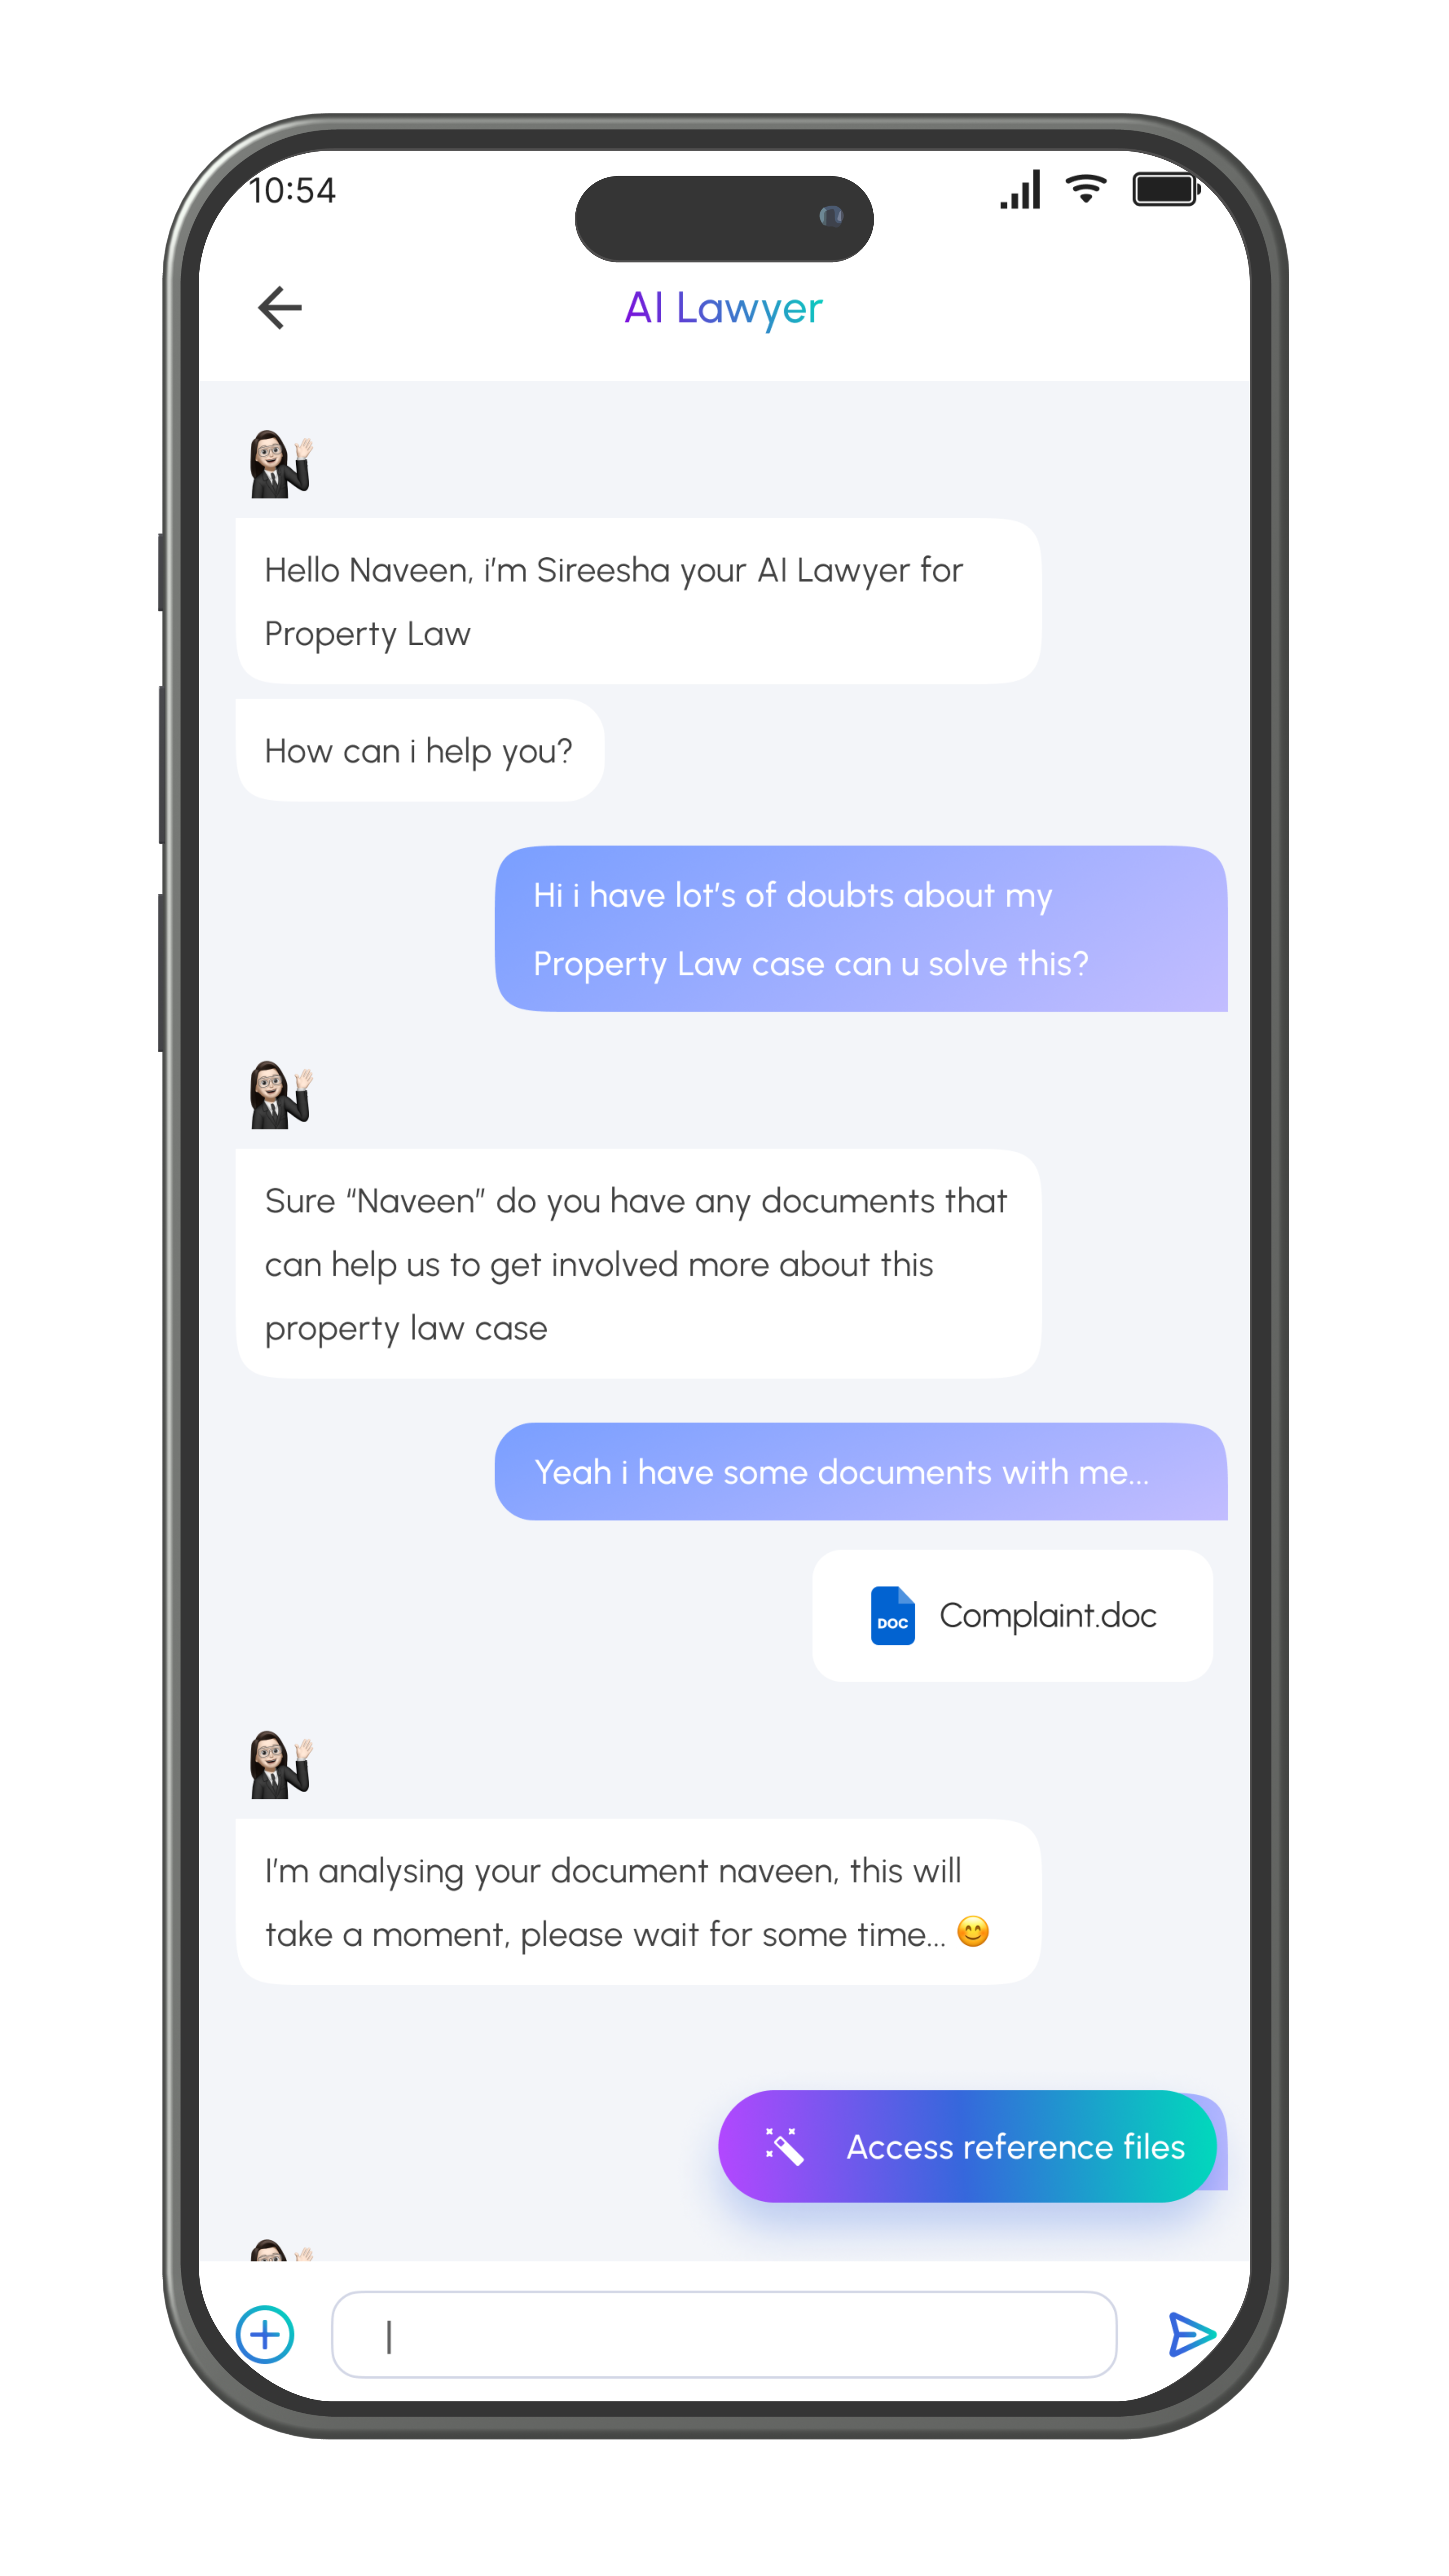 10:54
AI Lawyer
Hello Naveen, i'm Sireesha your AI Lawyer for
Property Law
How can i help you?
Hi i have lot's of doubts about my
Property Law case can u solve this?
Sure “Naveen” do you have any documents that
can help us to get involved more about this
property law case
Yeah i have some documents with me...
DOC
Complaint.doc
I'm analysing your document naveen, this will
take a moment, please wait for some time... 😊
Access reference files